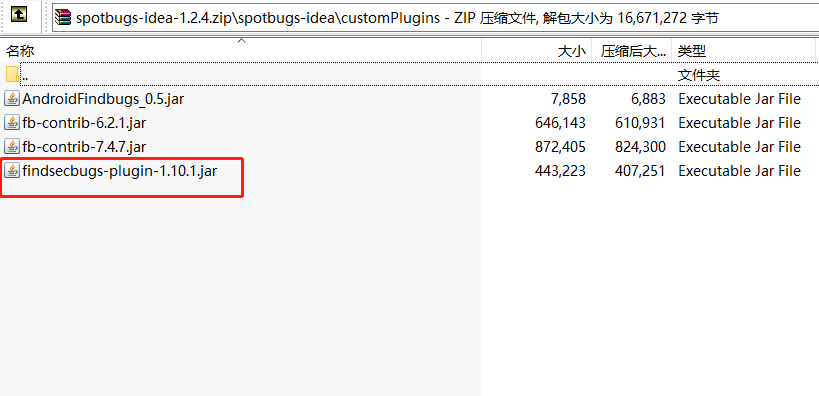 spotbugs-idea-1.2.4.zip\spotbugs-idea\customPlugins - ZIP 压缩文件, 解包大小为 16,671,272 字节
名称 大小 压缩后大... 类型
.. 文件夹
AndroidFindbugs_0.5.jar 7,858 6,883 Executable Jar File
fb-contrib-6.2.1.jar 646,143 610,931 Executable Jar File
fb-contrib-7.4.7.jar 872,405 824,300 Executable Jar File
findsecbugs-plugin-1.10.1.jar 443,223 407,251 Executable Jar File